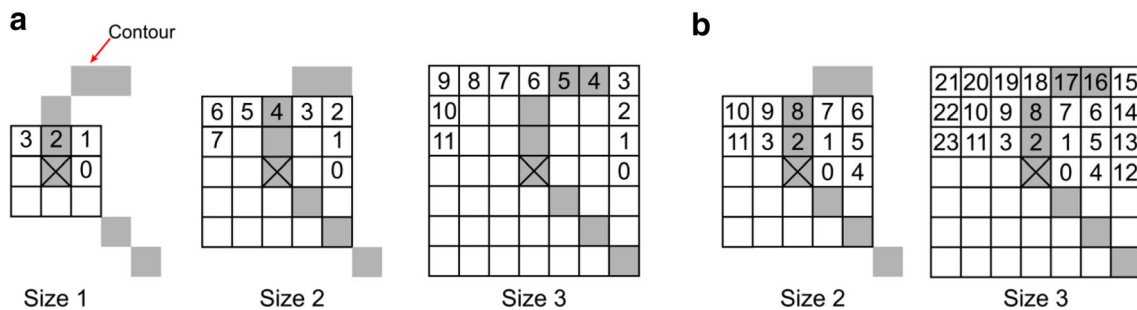 a
Contour
3 2 1
0
Size 1
6 5 4 3 2
7 1
0
Size 2
9 8 7 6 5 4 3
10 2
11 1
0
Size 3
b
10 9 8 7 6
11 3 2 1 5
0 4
Size 2
21 20 19 18 17 16 15
22 10 9 8 7 6 14
23 11 3 2 1 5 13
0 4 12
Size 3